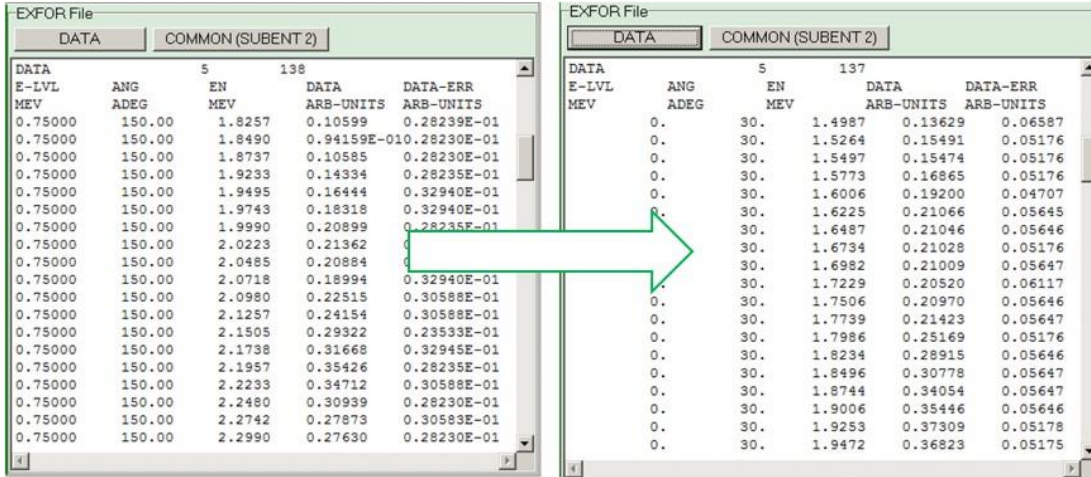 EXFOR File
DATA COMMON (SUBENT 2)
DATA 5 138
E-LVL ANG EN DATA DATA-ERR
MEV ADEG MEV ARB-UNITS ARB-UNITS
0.75000 150.00 1.8257 0.10599 0.28239E-01
0.75000 150.00 1.8490 0.94159E-010.28230E-01
0.75000 150.00 1.8737 0.10585 0.28230E-01
0.75000 150.00 1.9233 0.14334 0.28235E-01
0.75000 150.00 1.9495 0.16444 0.32940E-01
0.75000 150.00 1.9743 0.18318 0.32940E-01
0.75000 150.00 1.9990 0.20899 0.28235E-01
0.75000 150.00 2.0223 0.21362
0.75000 150.00 2.0485 0.20884
0.75000 150.00 2.0718 0.18994 0.32940E-01
0.75000 150.00 2.0980 0.22515 0.30588E-01
0.75000 150.00 2.1257 0.24154 0.30588E-01
0.75000 150.00 2.1505 0.29322 0.23533E-01
0.75000 150.00 2.1738 0.31668 0.32945E-01
0.75000 150.00 2.1957 0.35426 0.28235E-01
0.75000 150.00 2.2233 0.34712 0.30588E-01
0.75000 150.00 2.2480 0.30939 0.28230E-01
0.75000 150.00 2.2742 0.27873 0.30583E-01
0.75000 150.00 2.2990 0.27630 0.28230E-01
EXFOR File
DATA COMMON (SUBENT 2)
DATA 5 137
E-LVL ANG EN DATA DATA-ERR
MEV ADEG MEV ARB-UNITS ARB-UNITS
0. 30. 1.4987 0.13629 0.06587
0. 30. 1.5264 0.15491 0.05176
0. 30. 1.5497 0.15474 0.05176
0. 30. 1.5773 0.16865 0.05176
0. 30. 1.6006 0.19200 0.04707
0. 30. 1.6225 0.21066 0.05645
0. 30. 1.6487 0.21046 0.05646
30. 1.6734 0.21028 0.05176
0. 30. 1.6982 0.21009 0.05647
0. 30. 1.7229 0.20520 0.06117
0. 30. 1.7506 0.20970 0.05646
0. 30. 1.7739 0.21423 0.05647
0. 30. 1.7986 0.25169 0.05176
0. 30. 1.8234 0.28915 0.05646
0. 30. 1.8496 0.30778 0.05647
0. 30. 1.8744 0.34054 0.05647
0. 30. 1.9006 0.35446 0.05646
0. 30. 1.9253 0.37309 0.05178
0. 30. 1.9472 0.36823 0.05175